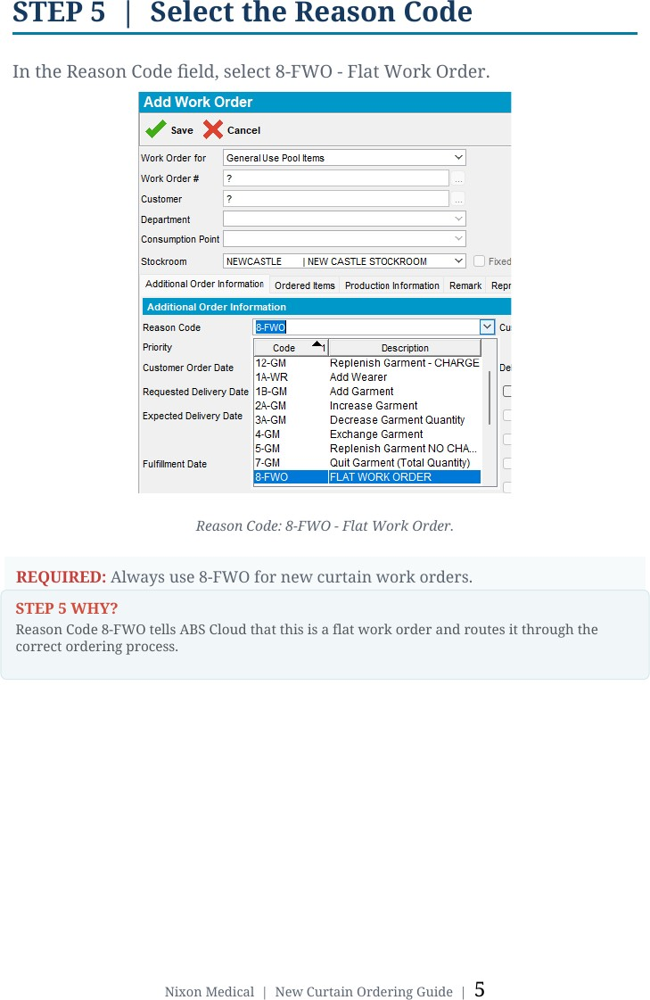 STEP 5 | Select the Reason Code
In the Reason Code field, select 8-FWO - Flat Work Order.
Add Work Order
Save Cancel
Work Order for General Use Pool Items
Work Order # ? ...
Customer ? ...
Department
Consumption Point
Stockroom NEWCASTLE | NEW CASTLE STOCKROOM Fixed
Additional Order Information Ordered Items Production Information Remark Repr
Additional Order Information
Reason Code 8-FWO Cu
Priority Code 1 Description
12-GM Replenish Garment - CHARGE
Customer Order Date De
1A-WR Add Wearer
Requested Delivery Date 1B-GM Add Garment
2A-GM Increase Garment
Expected Delivery Date 3A-GM Decrease Garment Quantity
4-GM Exchange Garment
5-GM Replenish Garment NO CHA...
Fulfillment Date 7-GM Quit Garment (Total Quantity)
8-FWO FLAT WORK ORDER
Reason Code: 8-FWO - Flat Work Order.
REQUIRED: Always use 8-FWO for new curtain work orders.
STEP 5 WHY?
Reason Code 8-FWO tells ABS Cloud that this is a flat work order and routes it through the
correct ordering process.
Nixon Medical | New Curtain Ordering Guide | 5